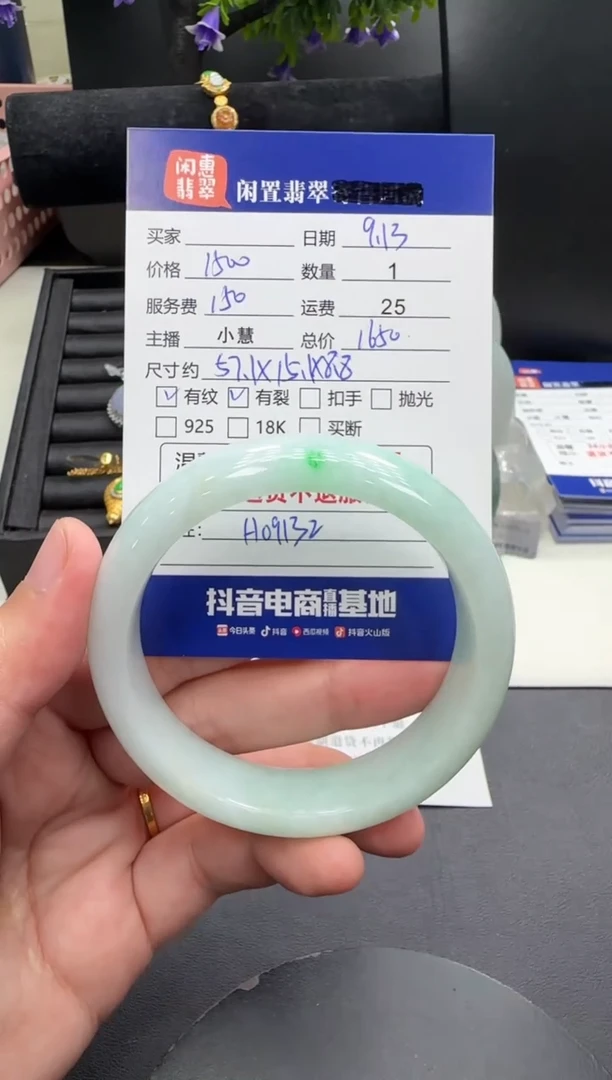 闲惠
翡翠
闲置翡翠
买家 日期 9.13
价格 1500 数量 1
服务费 150 运费 25
主播 小慧 总价 1650
尺寸约 57.1X15.1X8.8
有纹 有裂 扣手 抛光
925 18K 买断
H09132
抖音电商直播基地
今日头条 抖音 西瓜视频 抖音火山版